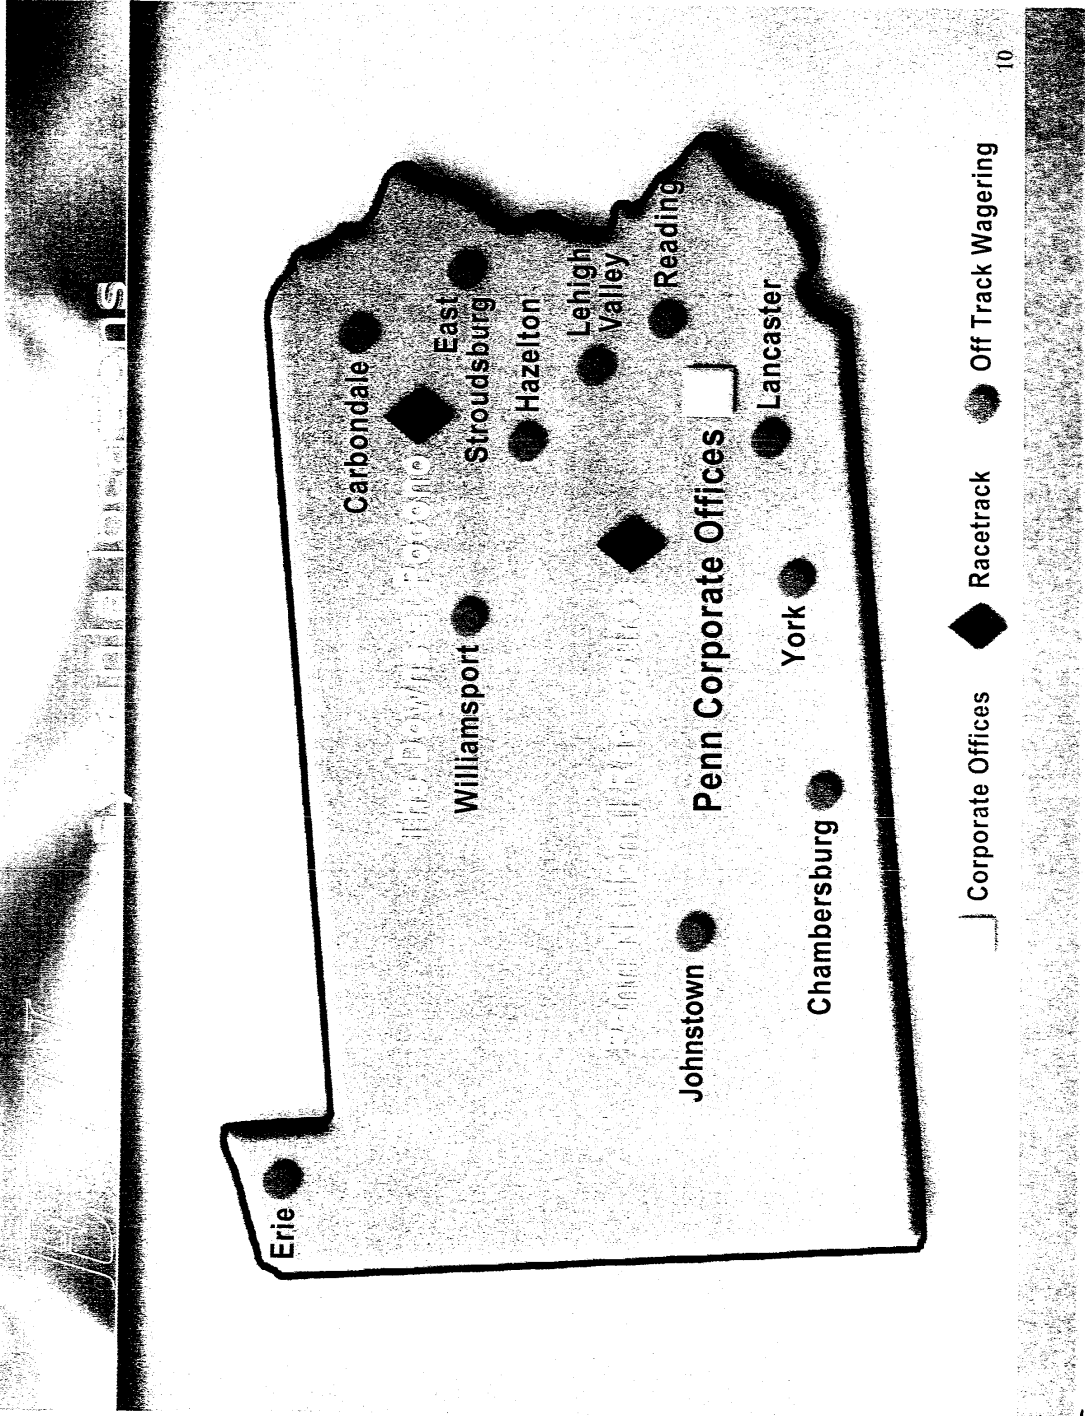 Erie
Carbondale
East
Stroudsburg
Williamsport
Hazelton
Lehigh
Valley
Reading
Johnstown
Penn Corporate Offices
Lancaster
York
Chambersburg
Corporate Offices
Racetrack
Off Track Wagering
10